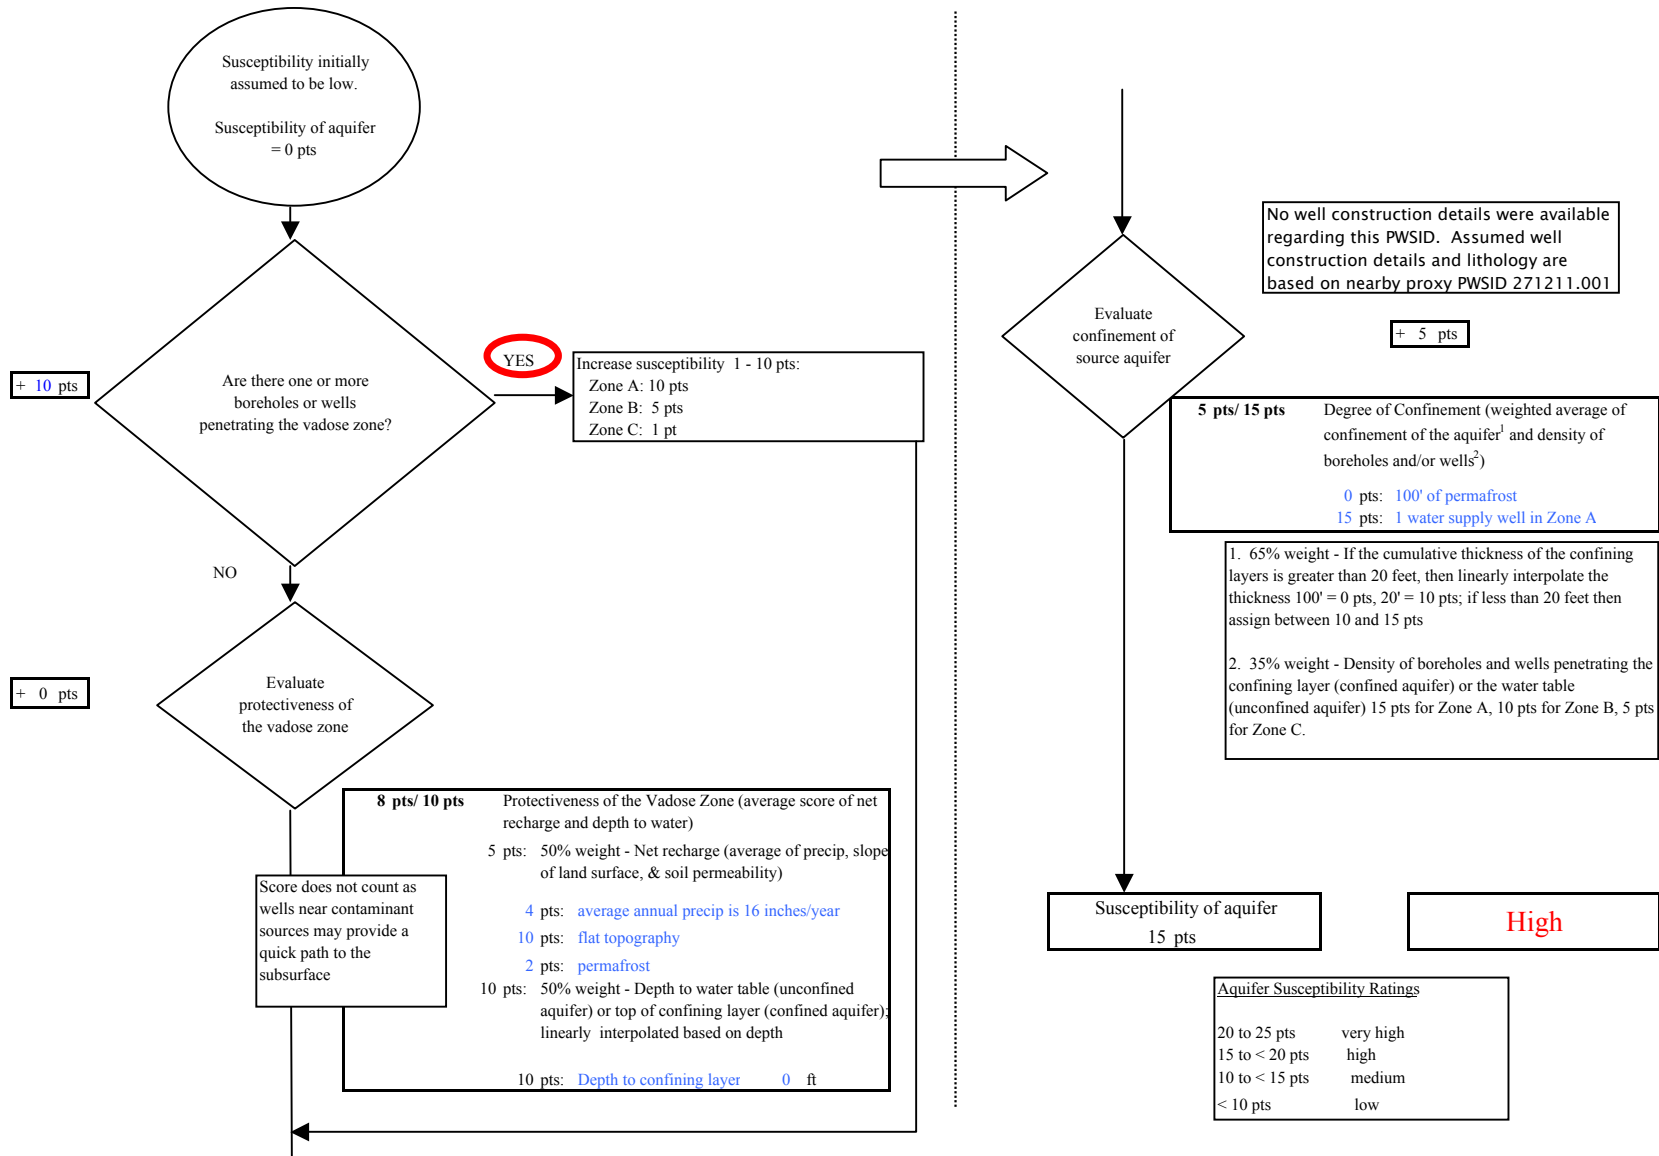 Susceptibility initially
assumed to be low.
Susceptibility of aquifer
= 0 pts
+ 10 pts
Are there one or more
boreholes or wells
penetrating the vadose zone?
YES
Increase susceptibility 1 - 10 pts:
Zone A: 10 pts
Zone B: 5 pts
Zone C: 1 pt
NO
+ 0 pts
Evaluate
protectiveness of
the vadose zone
8 pts/ 10 pts Protectiveness of the Vadose Zone (average score of net
recharge and depth to water)
5 pts: 50% weight - Net recharge (average of precip, slope
of land surface, & soil permeability)
4 pts: average annual precip is 16 inches/year
10 pts: flat topography
2 pts: permafrost
10 pts: 50% weight - Depth to water table (unconfined
aquifer) or top of confining layer (confined aquifer);
linearly interpolated based on depth
10 pts: Depth to confining layer 0 ft
Score does not count as
wells near contaminant
sources may provide a
quick path to the
subsurface
No well construction details were available
regarding this PWSID. Assumed well
construction details and lithology are
based on nearby proxy PWSID 271211.001
Evaluate
confinement of
source aquifer
+ 5 pts
5 pts/ 15 pts Degree of Confinement (weighted average of
confinement of the aquifer1 and density of
boreholes and/or wells2)
0 pts: 100' of permafrost
15 pts: 1 water supply well in Zone A
1. 65% weight - If the cumulative thickness of the confining
layers is greater than 20 feet, then linearly interpolate the
thickness 100' = 0 pts, 20' = 10 pts; if less than 20 feet then
assign between 10 and 15 pts
2. 35% weight - Density of boreholes and wells penetrating the
confining layer (confined aquifer) or the water table
(unconfined aquifer) 15 pts for Zone A, 10 pts for Zone B, 5 pts
for Zone C.
Susceptibility of aquifer
15 pts
High
Aquifer Susceptibility Ratings
20 to 25 pts very high
15 to < 20 pts high
10 to < 15 pts medium
< 10 pts low